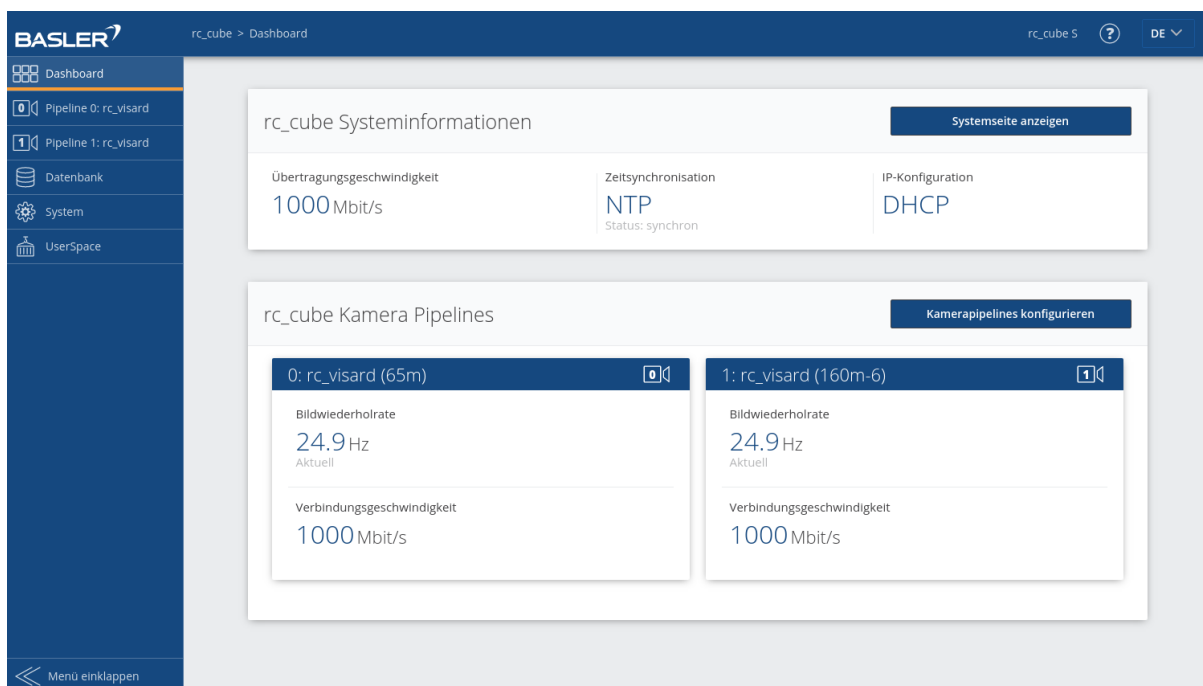 BASLER
rc_cube > Dashboard
rc_cube S
?
DE
Dashboard
0 Pipeline 0: rc_visard
1 Pipeline 1: rc_visard
Datenbank
System
UserSpace
Menü einklappen
rc_cube Systeminformationen
Systemseite anzeigen
Übertragungsgeschwindigkeit
1000 Mbit/s
Zeitsynchronisation
NTP
Status: synchron
IP-Konfiguration
DHCP
rc_cube Kamera Pipelines
Kamerapipelines konfigurieren
0: rc_visard (65m) 0
Bildwiederholrate
24.9 Hz
Aktuell
Verbindungsgeschwindigkeit
1000 Mbit/s
1: rc_visard (160m-6) 1
Bildwiederholrate
24.9 Hz
Aktuell
Verbindungsgeschwindigkeit
1000 Mbit/s